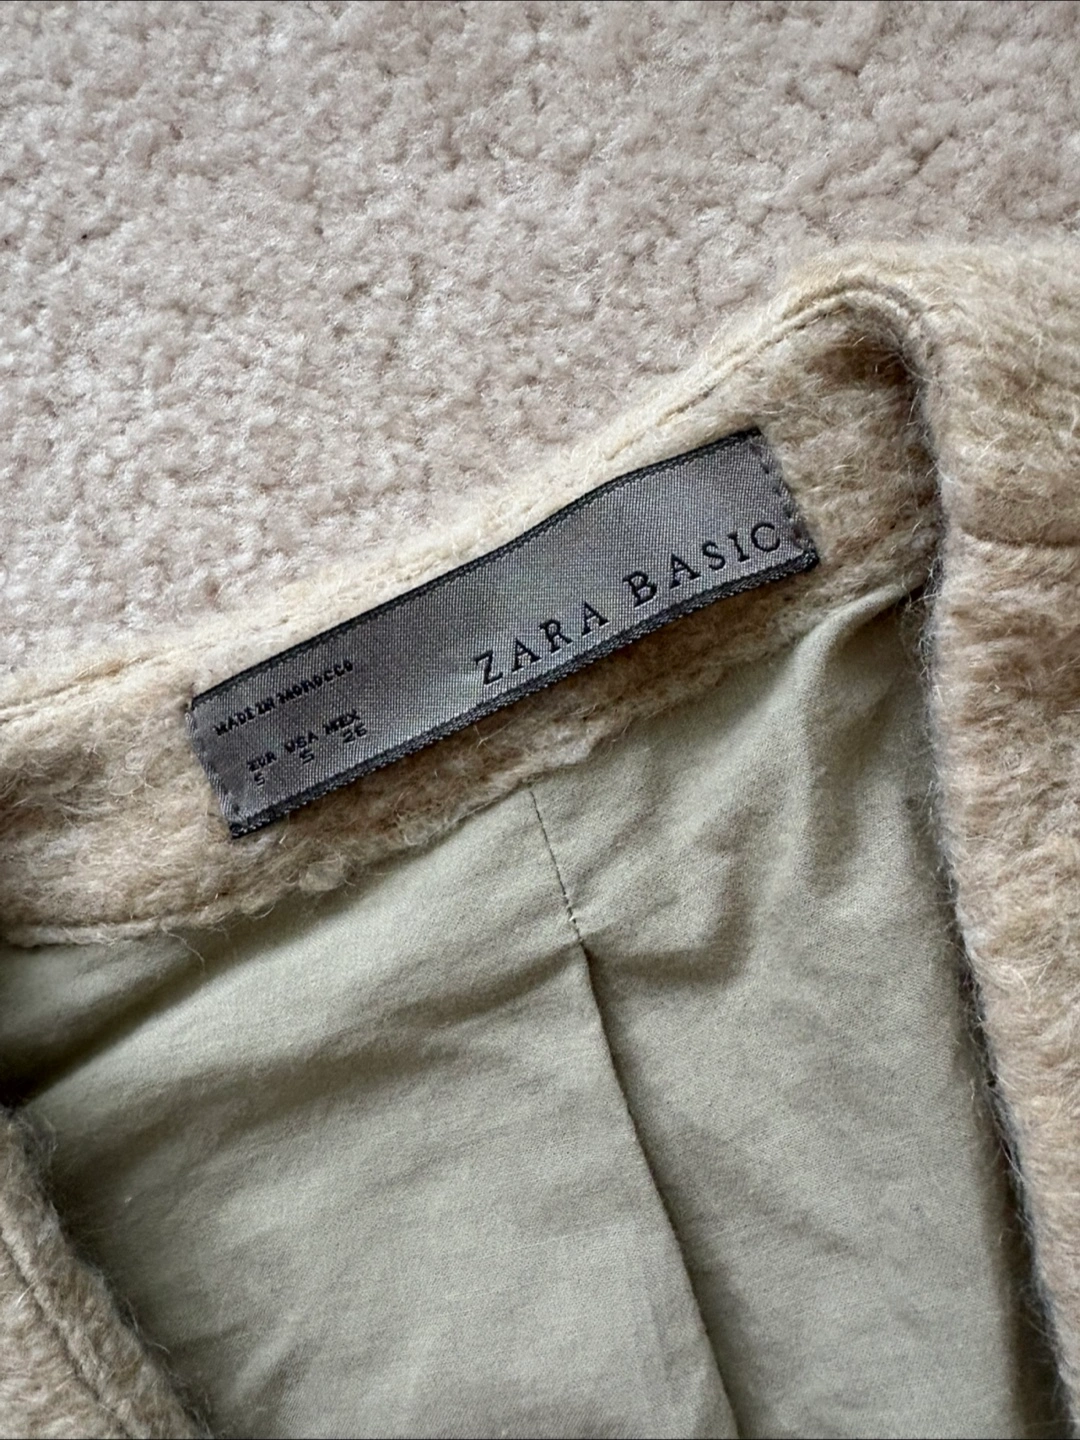 ZARA BASIC
MADE IN MOROCCO
EUR USA MEX
S S 26